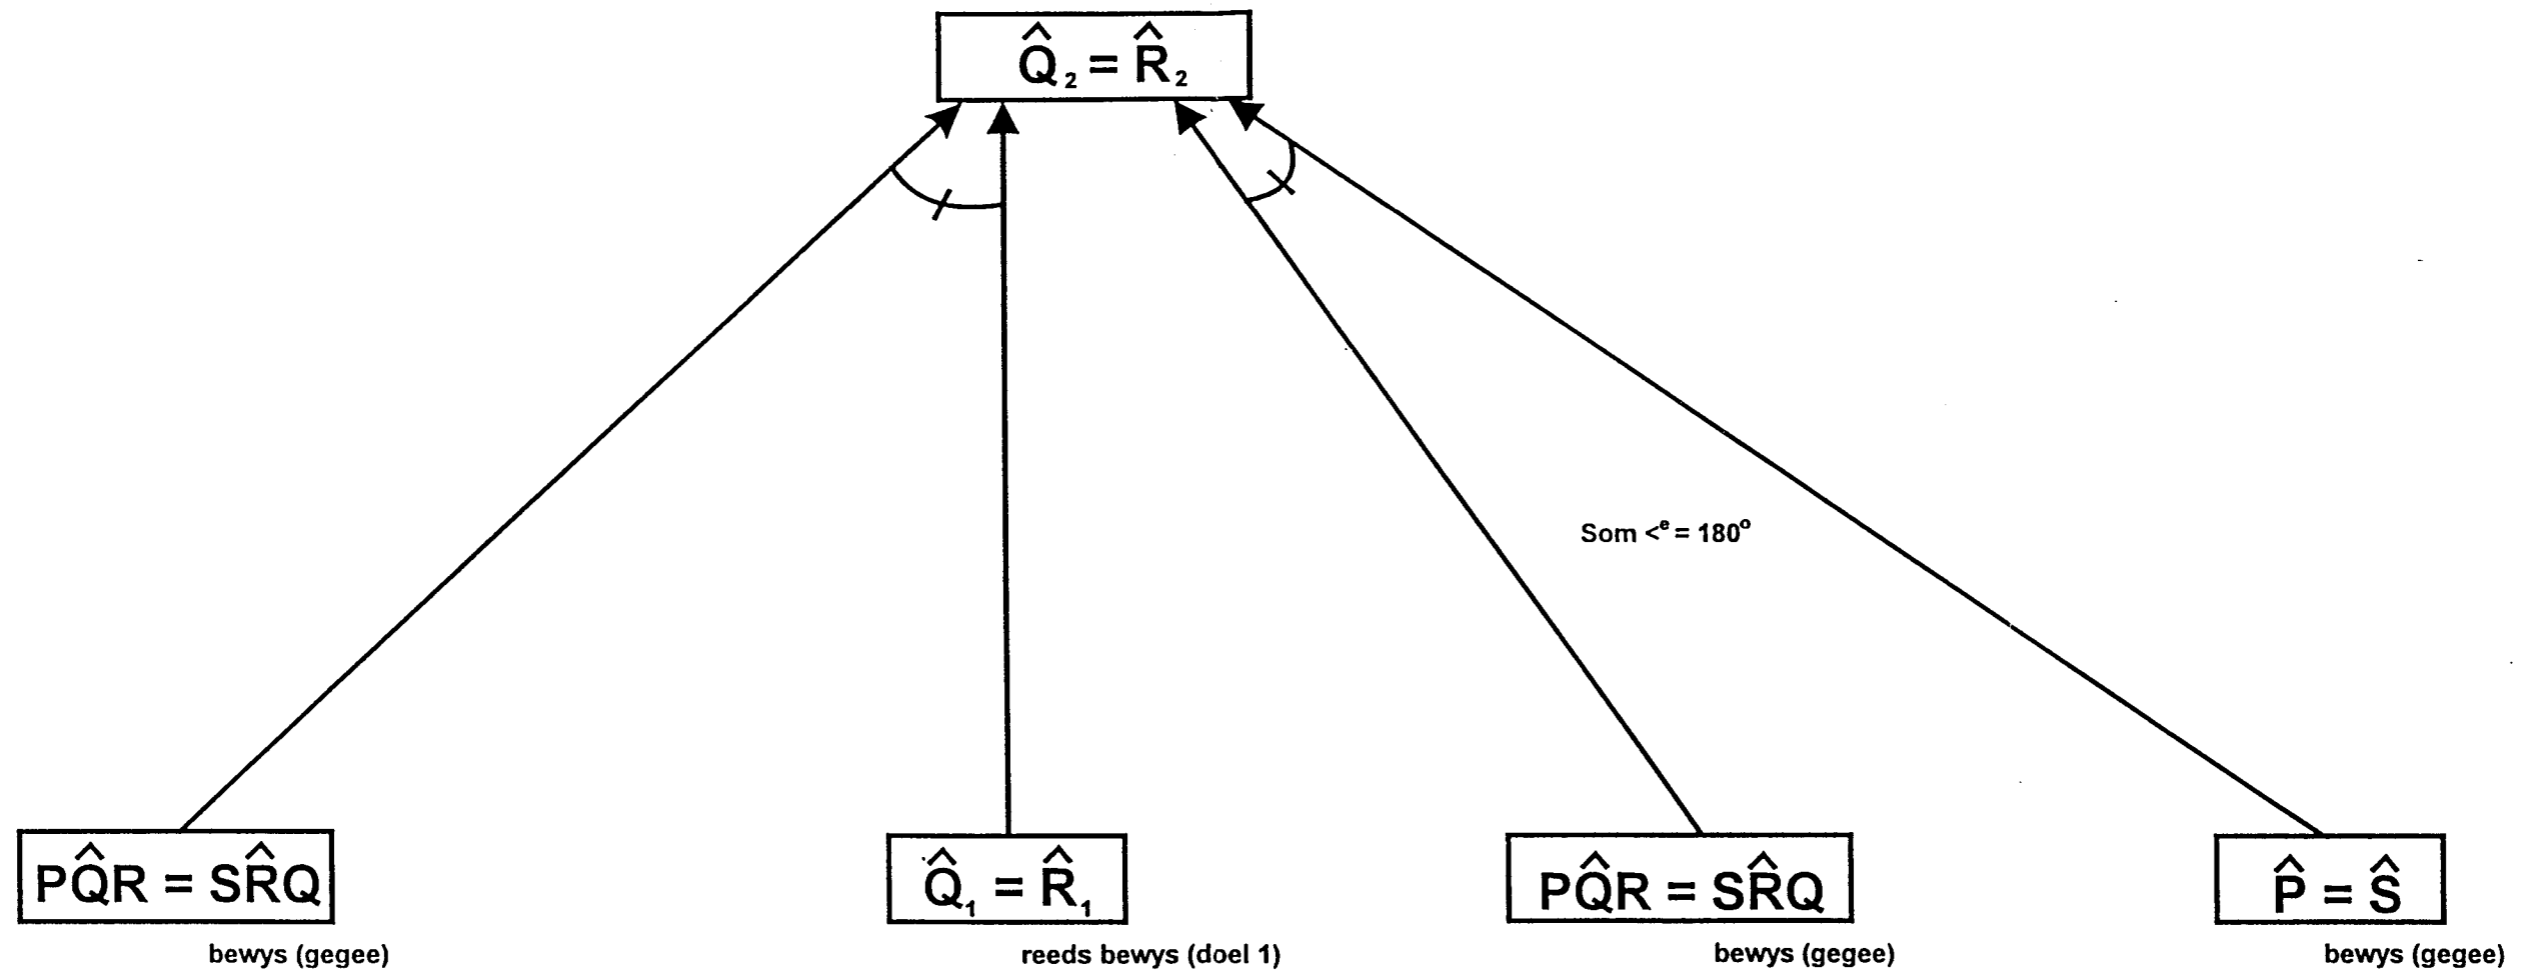 Q̂₂ = R̂₂
Som <ᵉ = 180°
PQ̂R = SR̂Q
Q̂₁ = R̂₁
PQ̂R = SR̂Q
P̂ = Ŝ
bewys (gegee)
reeds bewys (doel 1)
bewys (gegee)
bewys (gegee)